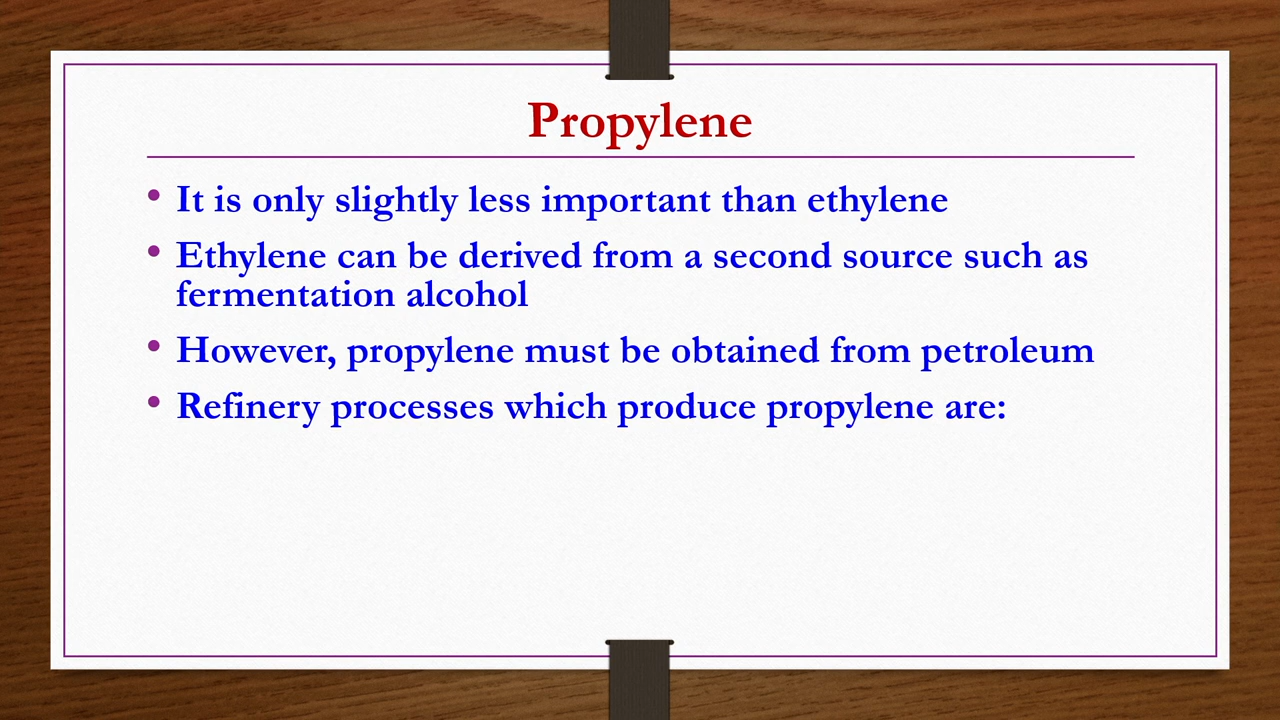 Propylene
• It is only slightly less important than ethylene
• Ethylene can be derived from a second source such as
fermentation alcohol
• However, propylene must be obtained from petroleum
• Refinery processes which produce propylene are: